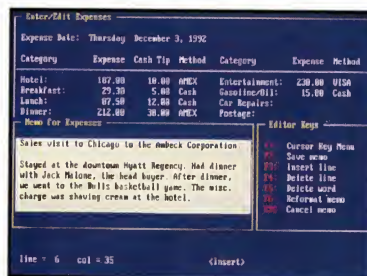 Enter/Edit Expenses
Expense Date: Thursday December 3, 1992
Category Expense Cash Tip Method Category Expense Method
Hotel: 187.00 10.00 AMEX Entertainment: 230.00 VISA
Breakfast: 29.30 5.00 Cash Gasoline/Oil: 15.00 Cash
Lunch: 87.50 12.00 Cash Car Repairs:
Dinner: 212.00 30.00 AMEX Postage:
Memo for Expenses
Sales visit to Chicago to the Ambeck Corporation
Stayed at the downtown Hyatt Regency. Had dinner
with Jack Malone, the head buyer. After dinner,
we went to the Bulls basketball game. The misc.
charge was shaving cream at the hotel.
Editor Keys
Cursor Key Menu
Save memo
Insert line
Delete line
Delete word
Reformat memo
Cancel memo
line = 6 col = 35 <insert>